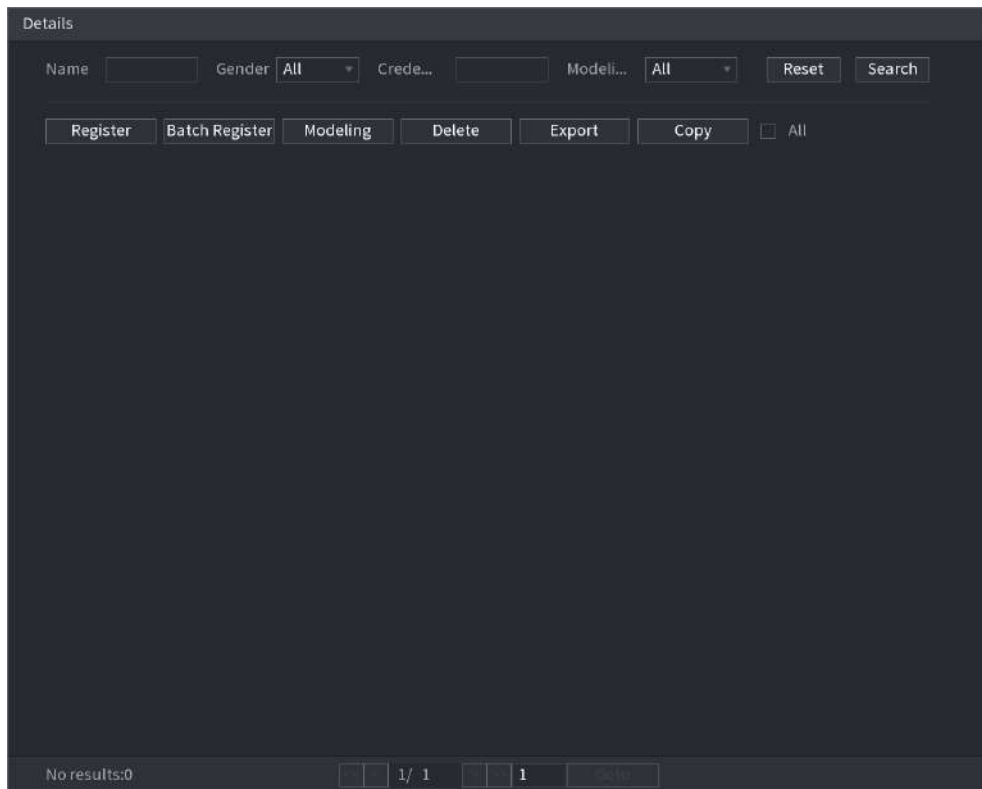 Details
Name Gender All Crede... Modeli... All Reset Search
Register Batch Register Modeling Delete Export Copy All
No results:0 1/ 1 1